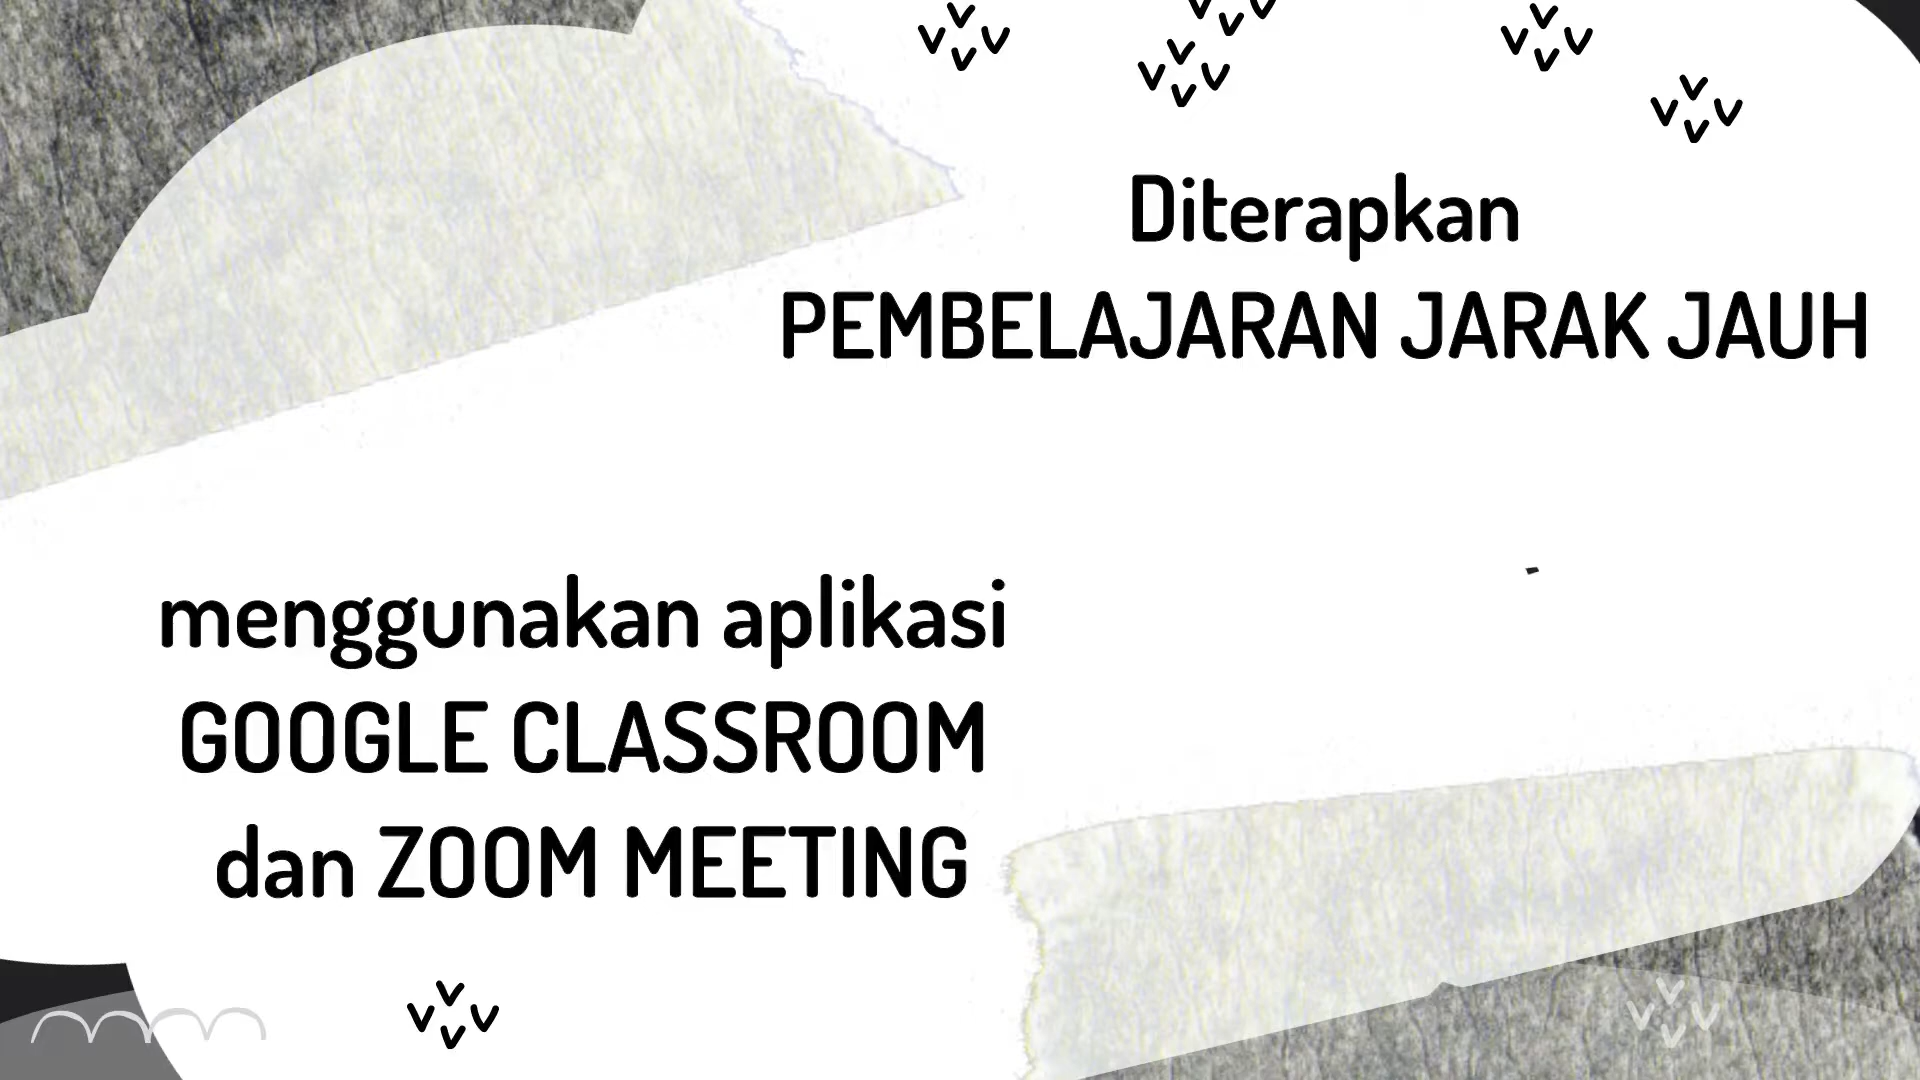 Diterapkan
PEMBELAJARAN JARAK JAUH
menggunakan aplikasi
GOOGLE CLASSROOM
dan ZOOM MEETING